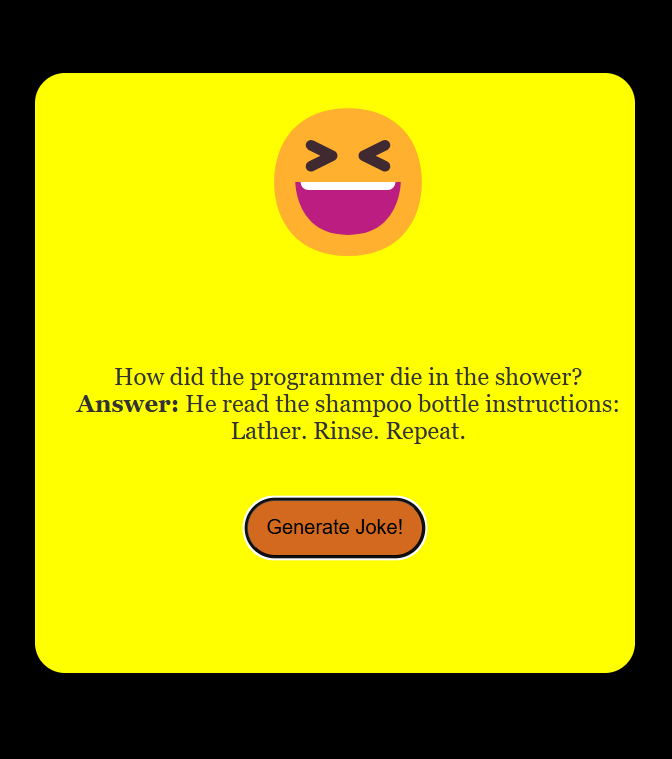 How did the programmer die in the shower?
Answer: He read the shampoo bottle instructions:
Lather. Rinse. Repeat.
Generate Joke!